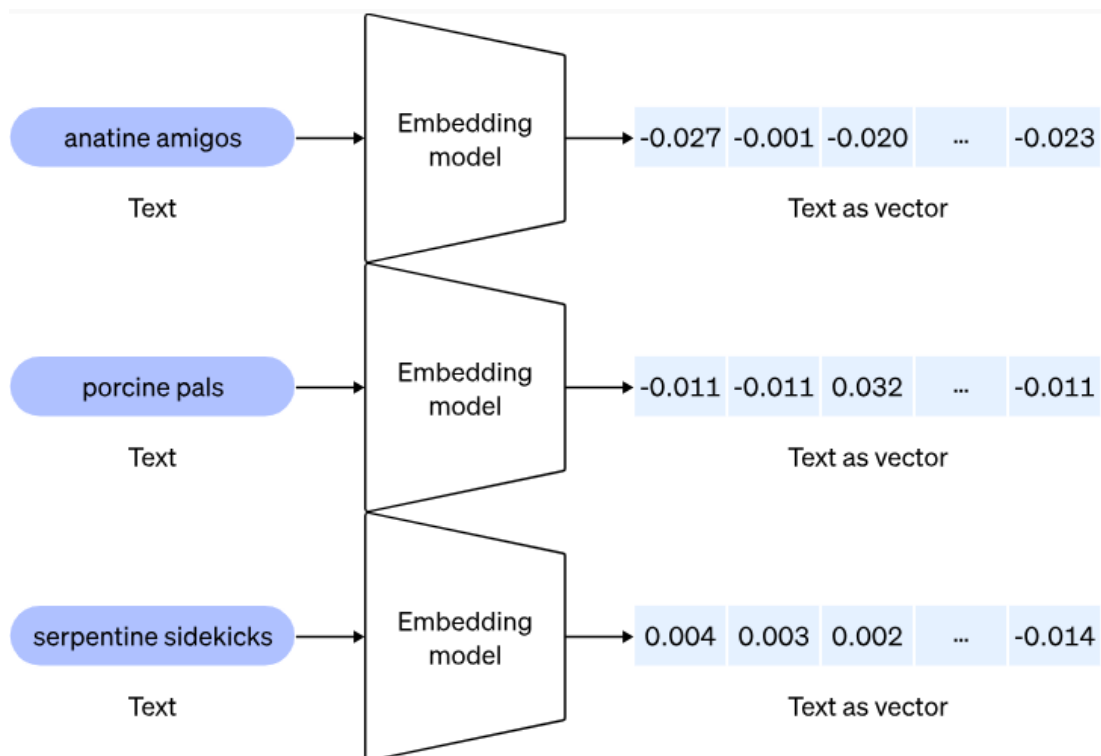 anatine amigos
Embedding
model
-0.027 -0.001 -0.020 ... -0.023
Text
Text as vector
porcine pals
Embedding
model
-0.011 -0.011 0.032 ... -0.011
Text
Text as vector
serpentine sidekicks
Embedding
model
0.004 0.003 0.002 ... -0.014
Text
Text as vector